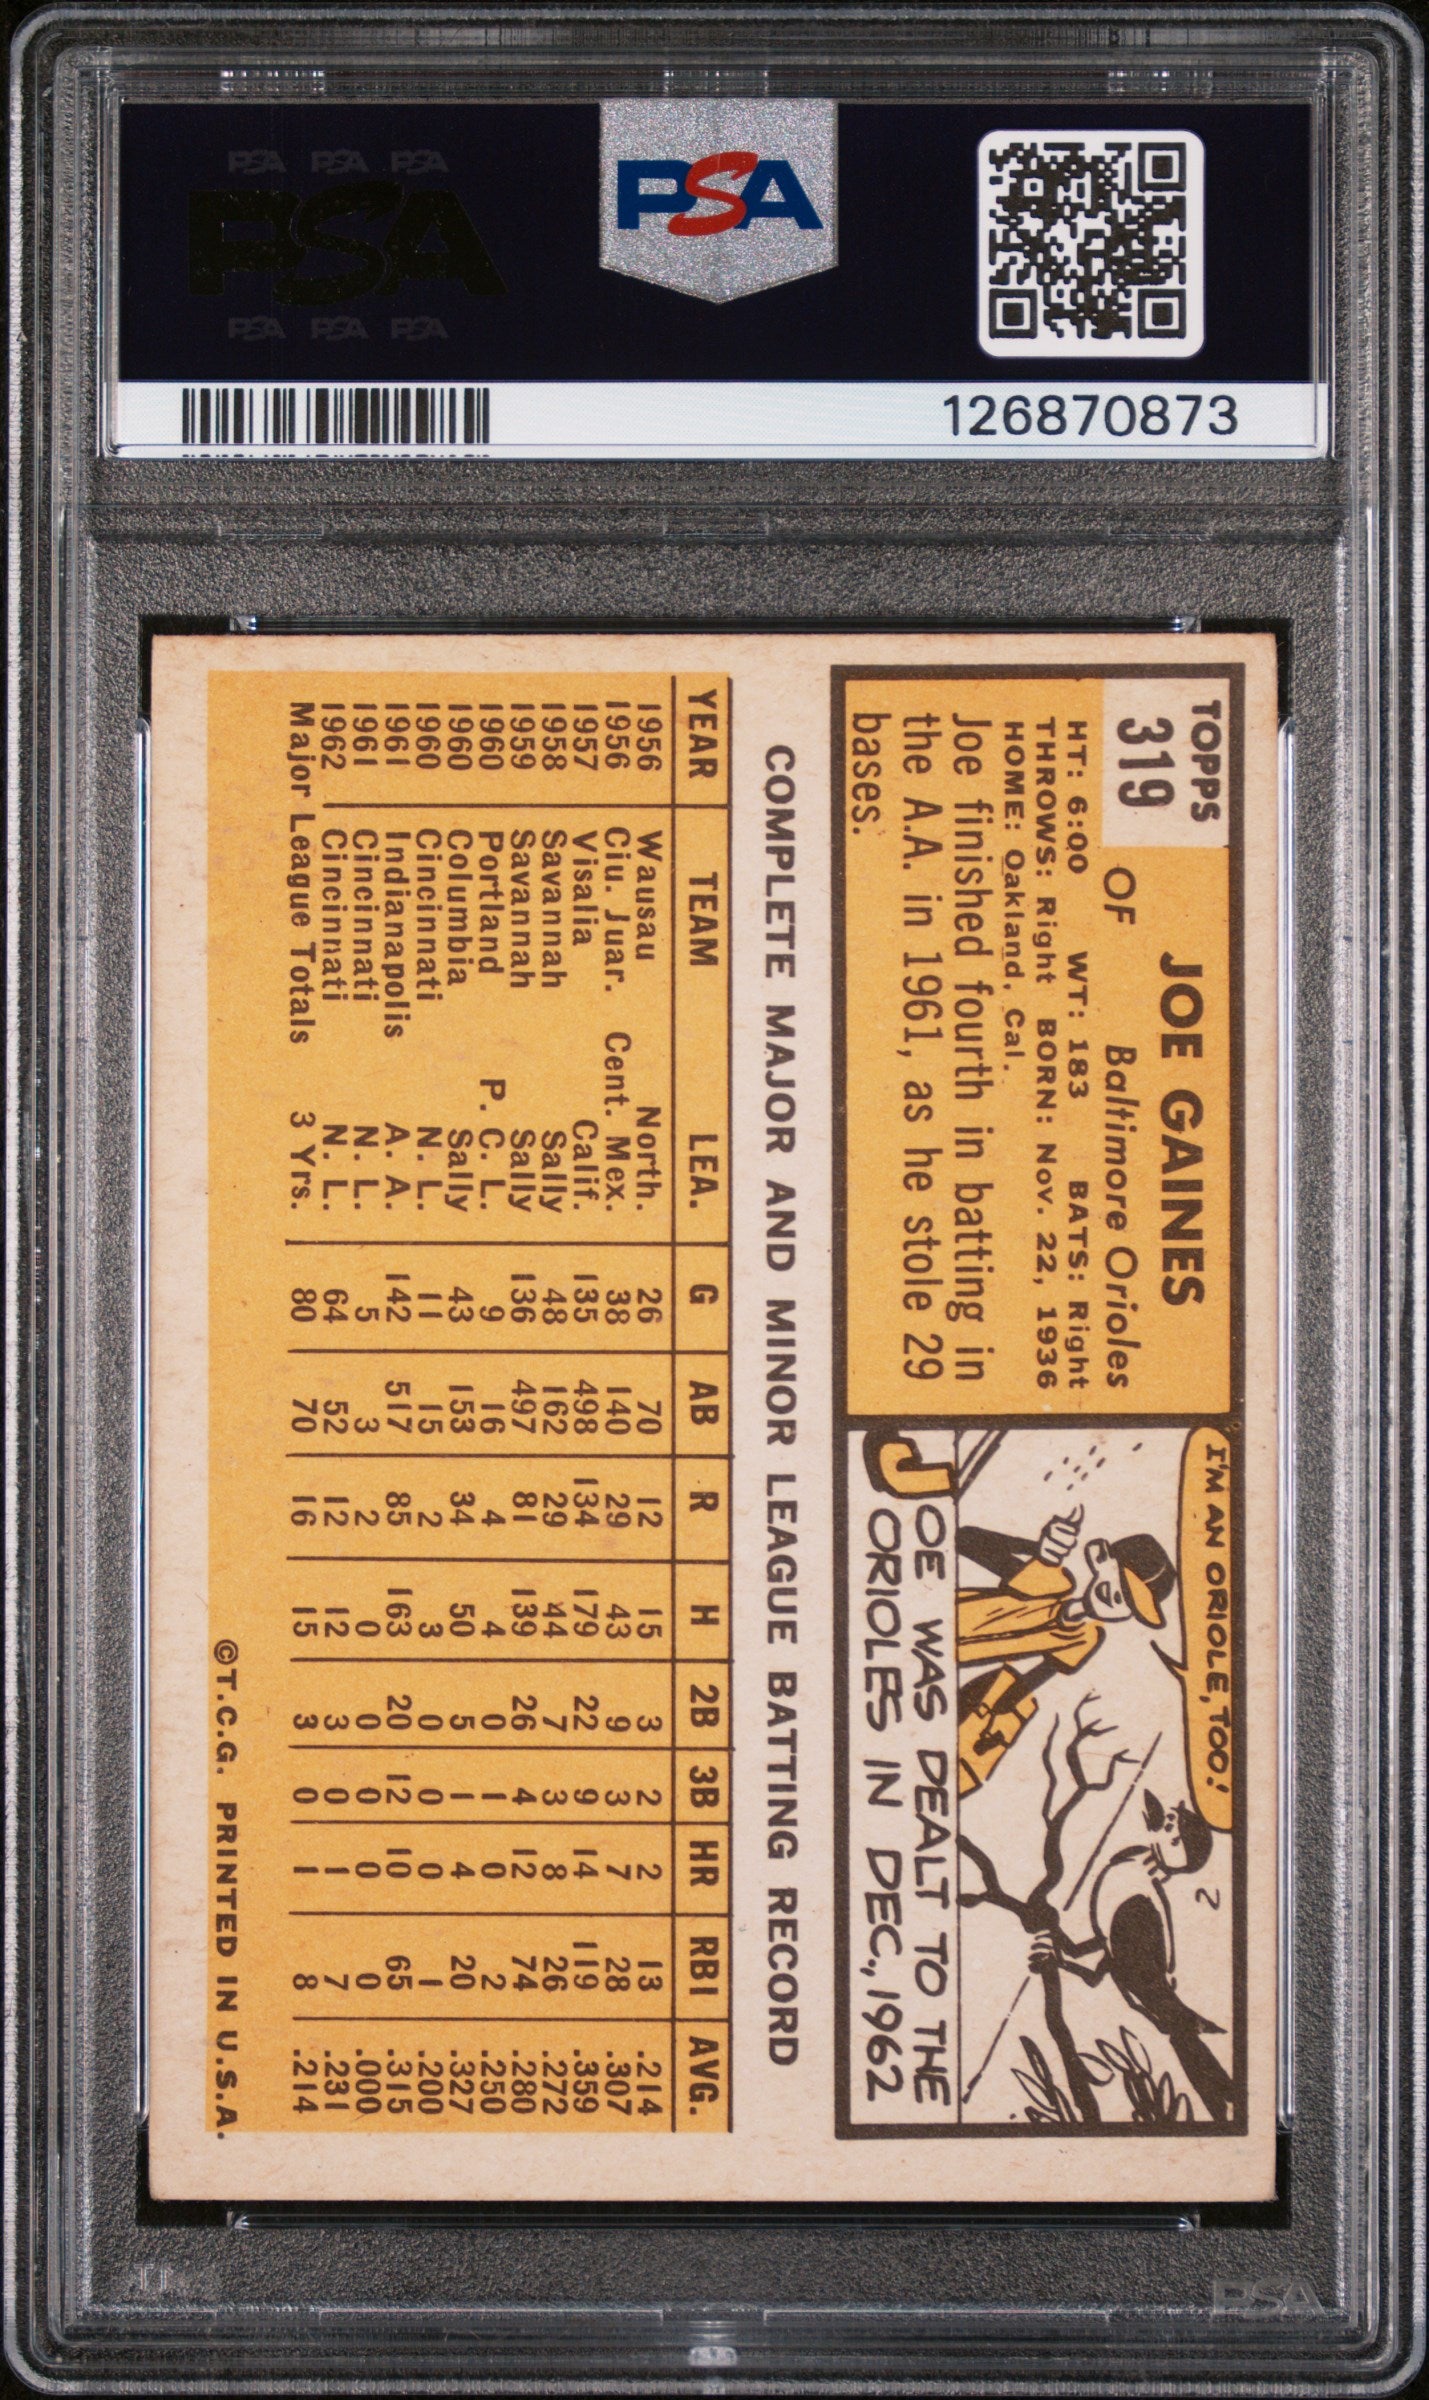 PSA PSA PSA
PSA
PSA PSA PSA
PSA
126870873
TOPPS
319
JOE GAINES
OF Baltimore Orioles
HT: 6:00 WT: 183 BATS: Right
THROWS: Right BORN: Nov. 22, 1936
HOME: Oakland, Cal.
Joe finished fourth in batting in
the A.A. in 1961, as he stole 29
bases.
I'M AN ORIOLE, TOO!
?
JOE WAS DEALT TO THE
ORIOLES IN DEC., 1962
COMPLETE MAJOR AND MINOR LEAGUE BATTING RECORD
YEAR TEAM LEA. G AB R H 2B 3B HR RBI AVG.
1956 Wausau North. 26 70 12 15 3 2 2 13 .214
1956 Ciu. Juar. Cent. Mex. 38 140 29 43 9 3 7 28 .307
1957 Visalia Calif. 135 498 134 179 22 9 14 119 .359
1958 Savannah Sally 48 162 29 44 7 3 8 26 .272
1959 Savannah Sally 136 497 81 139 26 4 12 74 .280
1960 Portland P. C. L. 9 16 4 4 0 1 0 2 .250
1960 Columbia Sally 43 153 34 50 5 1 4 20 .327
1960 Cincinnati N. L. 11 15 2 3 0 0 0 1 .200
1961 Indianapolis A. A. 142 517 85 163 20 12 10 65 .315
1961 Cincinnati N. L. 5 3 2 0 0 0 0 0 .000
1962 Cincinnati N. L. 64 52 12 12 3 0 1 7 .231
Major League Totals 3 Yrs. 80 70 16 15 3 0 1 8 .214
©T.C.G. PRINTED IN U.S.A.
PSA